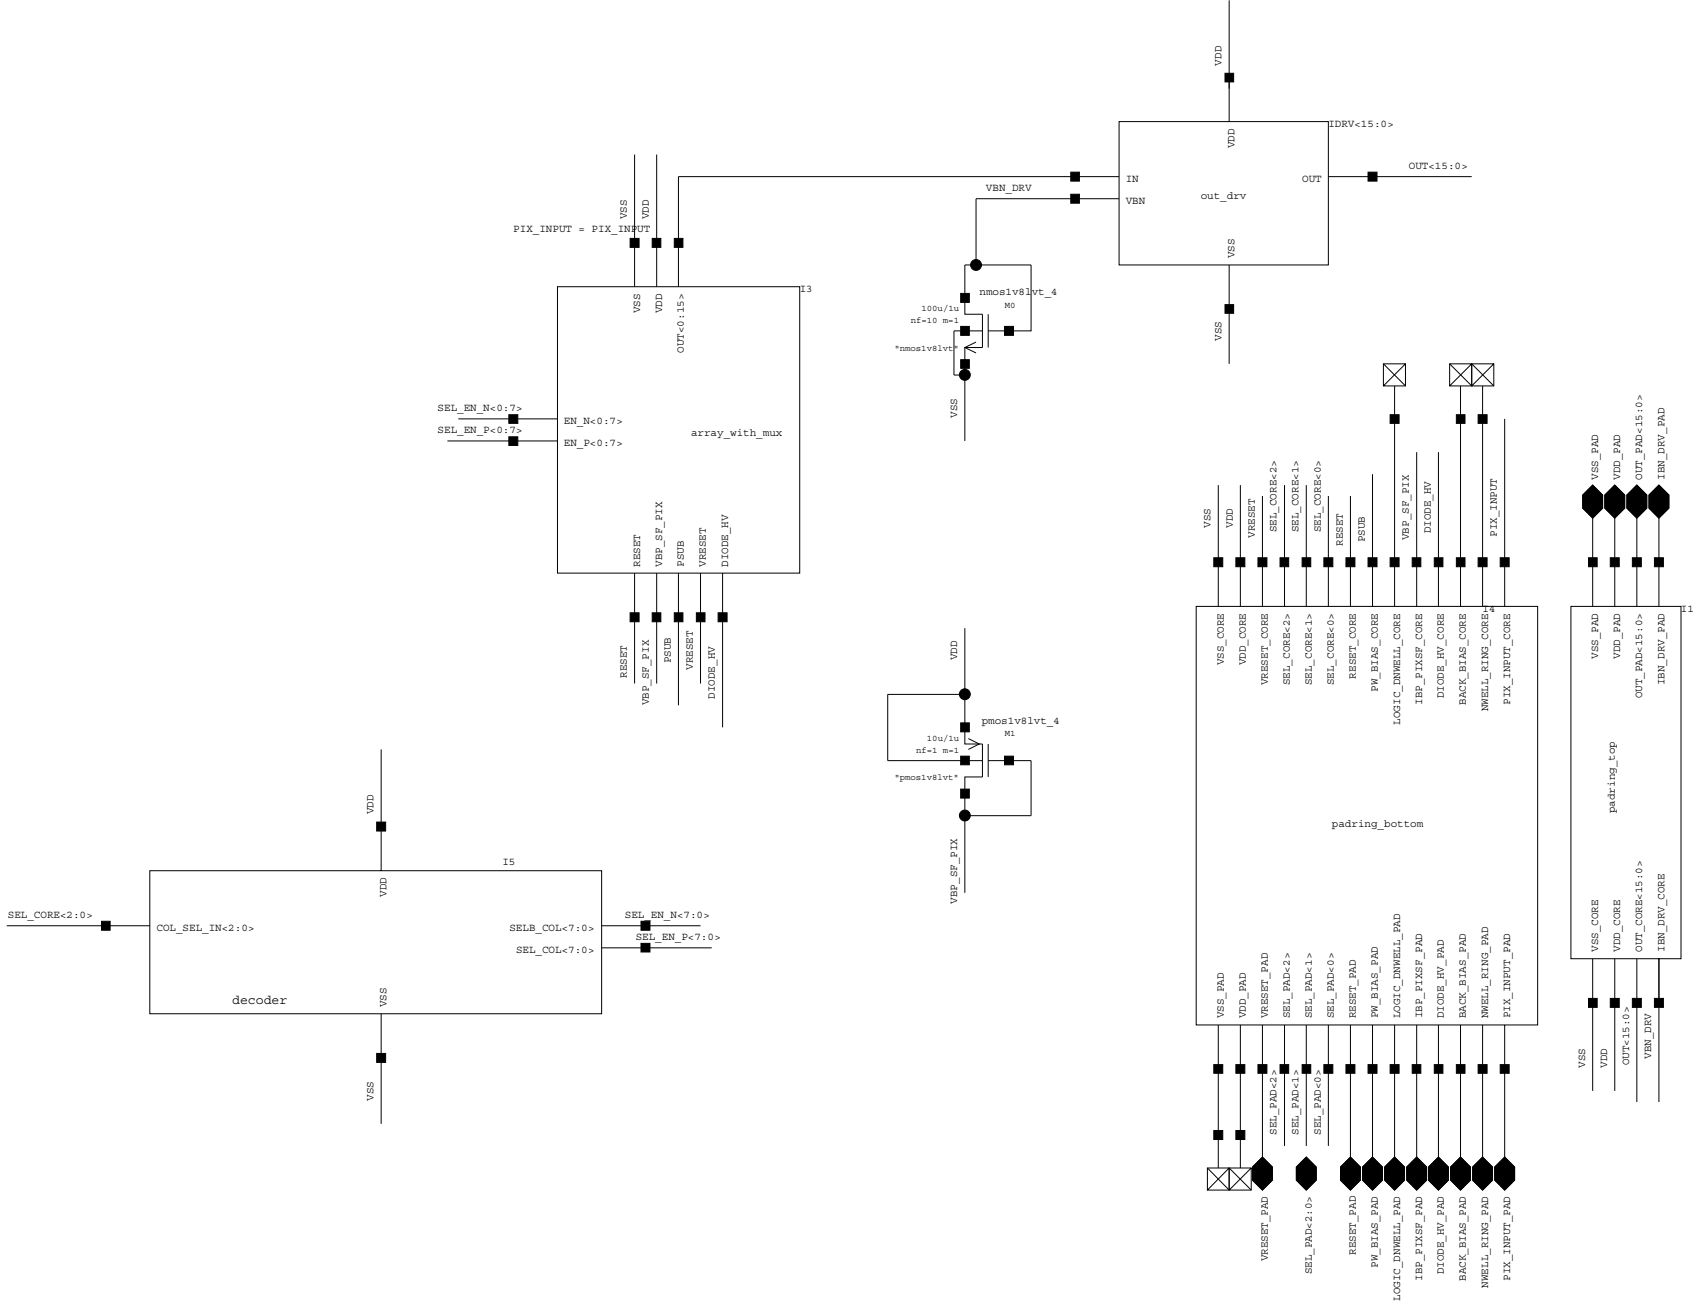 VDD
IDRV<15:0>
VDD
IN
VBN
OUT
out_drv
VSS
VSS
OUT<15:0>
VBN_DRV
VSS
VDD
PIX_INPUT = PIX_INPUT
I3
VSS
VDD
OUT<0:15>
SEL_EN_N<0:7>
SEL_EN_P<0:7>
EN_N<0:7>
EN_P<0:7>
array_with_mux
RESET
VBP_SF_PIX
PSUB
VRESET
DIODE_HV
RESET
VBP_SF_PIX
PSUB
VRESET
DIODE_HV
nmos1v8lvt_4
M0
100u/1u
nf=10 m=1
"nmos1v8lvt"
VSS
VDD
pmos1v8lvt_4
M1
10u/1u
nf=1 m=1
"pmos1v8lvt"
VBP_SF_PIX
VDD
I5
VDD
SEL_CORE<2:0>
COL_SEL_IN<2:0>
SELB_COL<7:0>
SEL_COL<7:0>
SEL_EN_N<7:0>
SEL_EN_P<7:0>
decoder
VSS
VSS
VSS
VDD
VRESET
SEL_CORE<2>
SEL_CORE<1>
SEL_CORE<0>
RESET
PSUB
VBP_SF_PIX
DIODE_HV
PIX_INPUT
I4
VSS_CORE
VDD_CORE
VRESET_CORE
SEL_CORE<2>
SEL_CORE<1>
SEL_CORE<0>
RESET_CORE
PW_BIAS_CORE
LOGIC_DNWELL_CORE
IBP_PIXSF_CORE
DIODE_HV_CORE
BACK_BIAS_CORE
NWELL_RING_CORE
PIX_INPUT_CORE
padring_bottom
VSS_PAD
VDD_PAD
VRESET_PAD
SEL_PAD<2>
SEL_PAD<1>
SEL_PAD<0>
RESET_PAD
PW_BIAS_PAD
LOGIC_DNWELL_PAD
IBP_PIXSF_PAD
DIODE_HV_PAD
BACK_BIAS_PAD
NWELL_RING_PAD
PIX_INPUT_PAD
SEL_PAD<2>
SEL_PAD<1>
SEL_PAD<0>
VRESET_PAD
SEL_PAD<2:0>
RESET_PAD
PW_BIAS_PAD
LOGIC_DNWELL_PAD
IBP_PIXSF_PAD
DIODE_HV_PAD
BACK_BIAS_PAD
NWELL_RING_PAD
PIX_INPUT_PAD
VSS_PAD
VDD_PAD
OUT_PAD<15:0>
IBN_DRV_PAD
I1
VSS_PAD
VDD_PAD
OUT_PAD<15:0>
IBN_DRV_PAD
padring_top
VSS_CORE
VDD_CORE
OUT_CORE<15:0>
IBN_DRV_CORE
VSS
VDD
OUT<15:0>
VBN_DRV